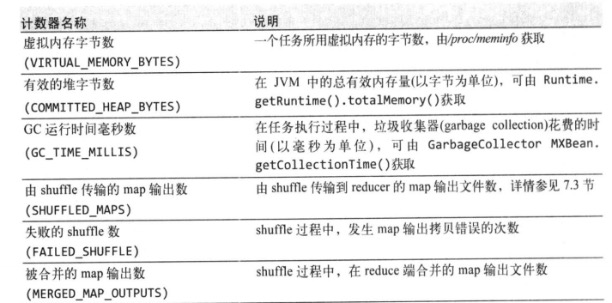 计数器名称 说明
虚拟内存字节数 一个任务所用虚拟内存的字节数，由/proc/meminfo 获取
(VIRTUAL_MEMORY_BYTES)
有效的堆字节数 在 JVM 中的总有效内存量(以字节为单位)，可由 Runtime.
(COMMITTED_HEAP_BYTES) getRuntime().totalMemory()获取
GC 运行时间毫秒数 在任务执行过程中，垃圾收集器(garbage collection)花费的时
(GC_TIME_MILLIS) 间(以毫秒为单位)，可由 GarbageCollector MXBean.
getCollectionTime()获取
由 shuffle 传输的 map 输出数 由 shuffle 传输到 reducer 的 map 输出文件数，详情参见 7.3 节
(SHUFFLED_MAPS)
失败的 shuffle 数 shuffle 过程中，发生 map 输出拷贝错误的次数
(FAILED_SHUFFLE)
被合并的 map 输出数 shuffle 过程中，在 reduce 端合并的 map 输出文件数
(MERGED_MAP_OUTPUTS)